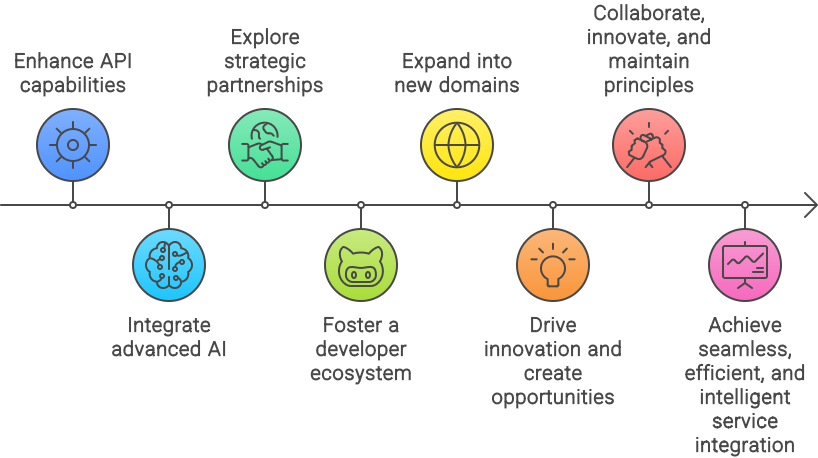 Enhance API
capabilities
Integrate
advanced AI
Explore
strategic
partnerships
Foster a
developer
ecosystem
Expand into
new domains
Drive
innovation and
create
opportunities
Collaborate,
innovate, and
maintain
principles
Achieve
seamless,
efficient, and
intelligent
service
integration